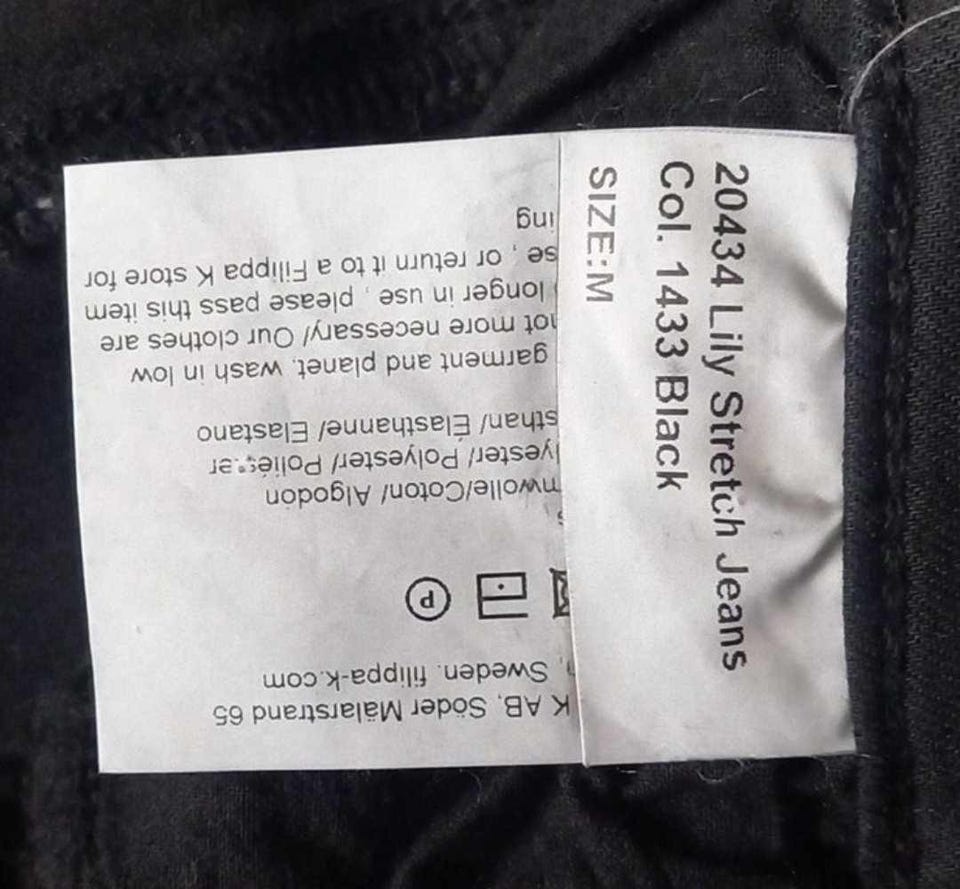 20434 Lily Stretch Jeans
Col. 1433 Black
SIZE:M
K AB, Söder Mälarstrand 65
, Sweden. filippa-k.com
P
mwolle/Coton/ Algodón
lyester/ Polyester/ Poliéster
sthan/ Élasthanne/ Elastano
garment and planet, wash in low
not more necessary/ Our clothes are
longer in use , please pass this item
se , or return it to a Filippa K store for
ing